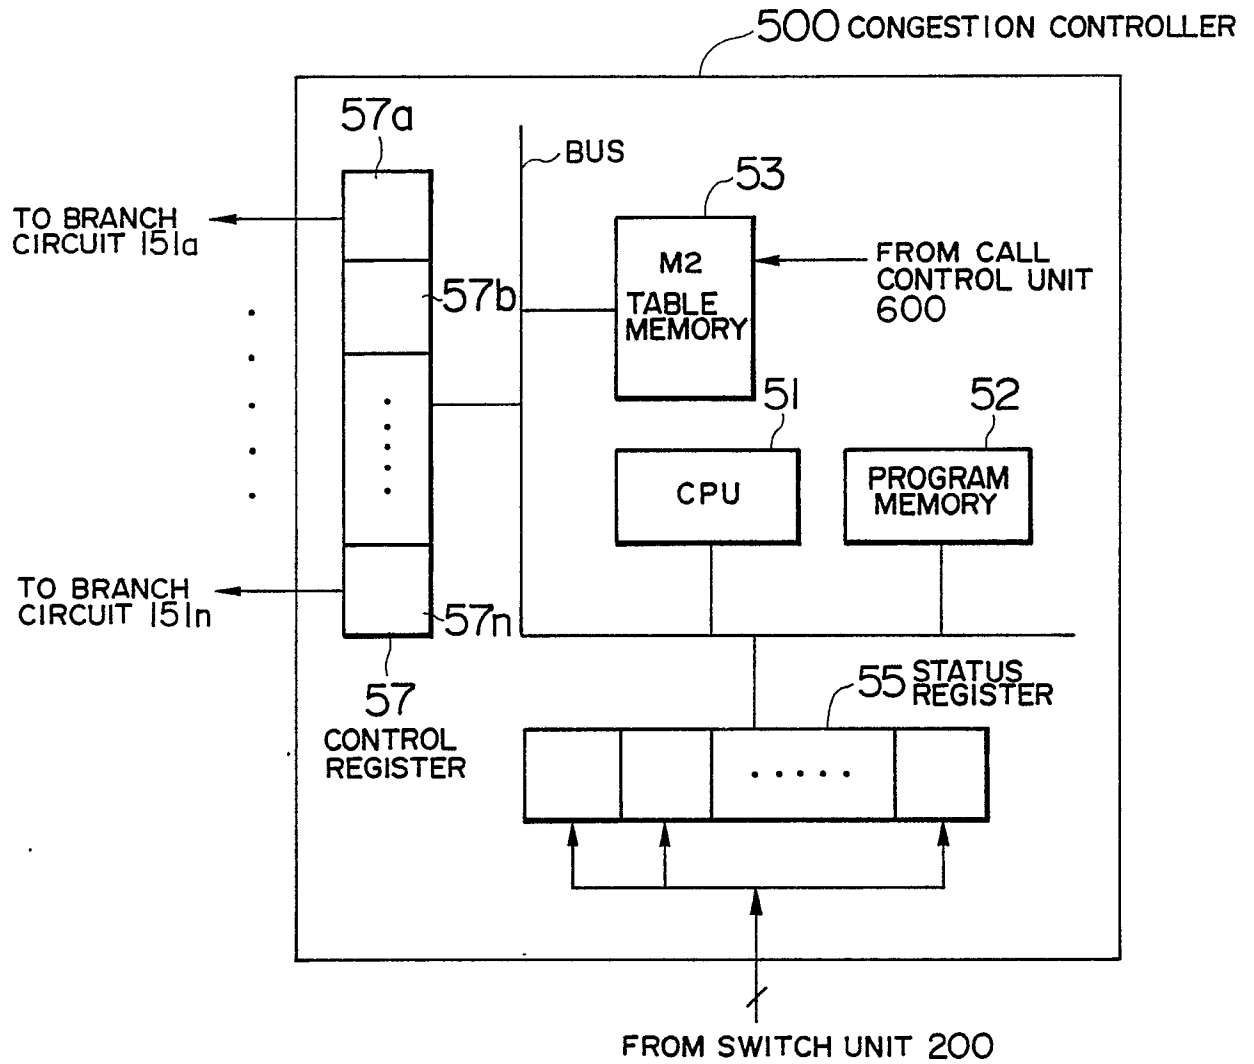 500 CONGESTION CONTROLLER
57a
BUS
53
TO BRANCH
CIRCUIT 151a
M2
TABLE
MEMORY
FROM CALL
CONTROL UNIT
600
57b
51
52
CPU
PROGRAM
MEMORY
TO BRANCH
CIRCUIT 151n
57n
57
CONTROL
REGISTER
55 STATUS
REGISTER
FROM SWITCH UNIT 200